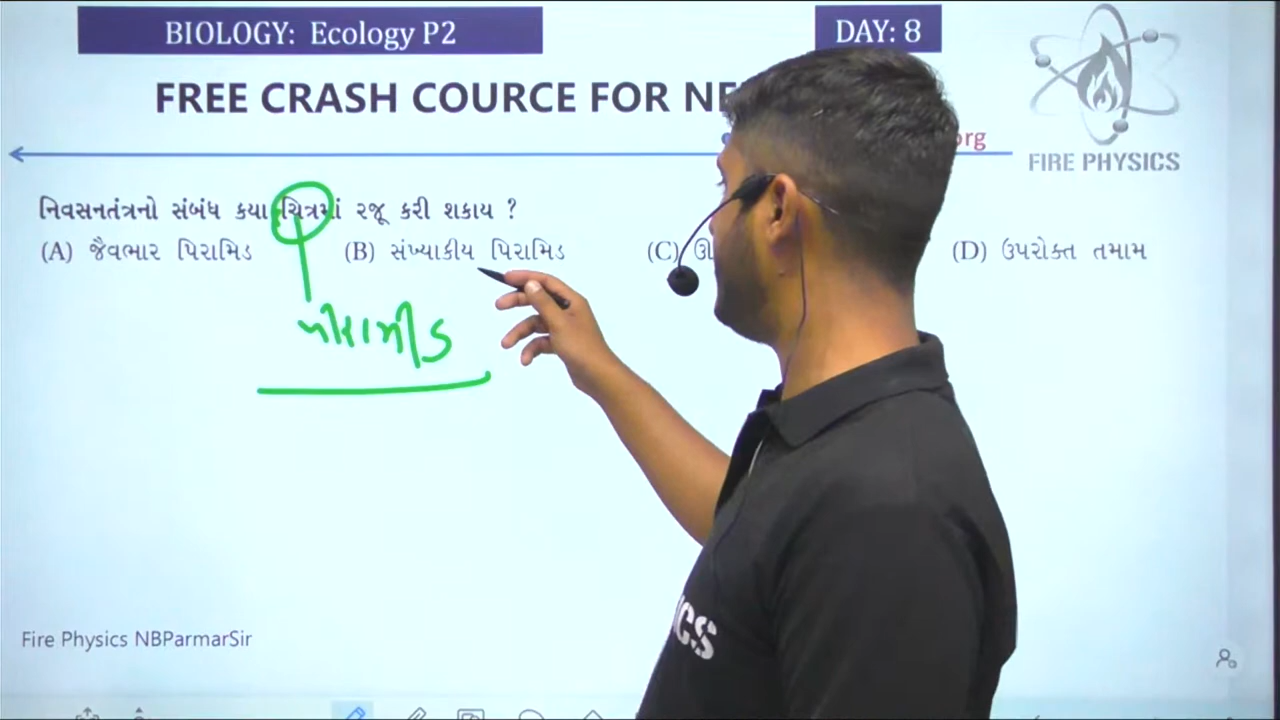 BIOLOGY: Ecology P2
DAY: 8
FREE CRASH COURCE FOR NE
org
FIRE PHYSICS
નિવસનતંત્રનો સંબંધ કયા ચિત્રમાં રજૂ કરી શકાય ?
(A) જૈવભાર પિરામિડ (B) સંખ્યાકીય પિરામિડ (C) ઊ (D) ઉપરોક્ત તમામ
પીરામીડ
ICS
Fire Physics NBParmarSir